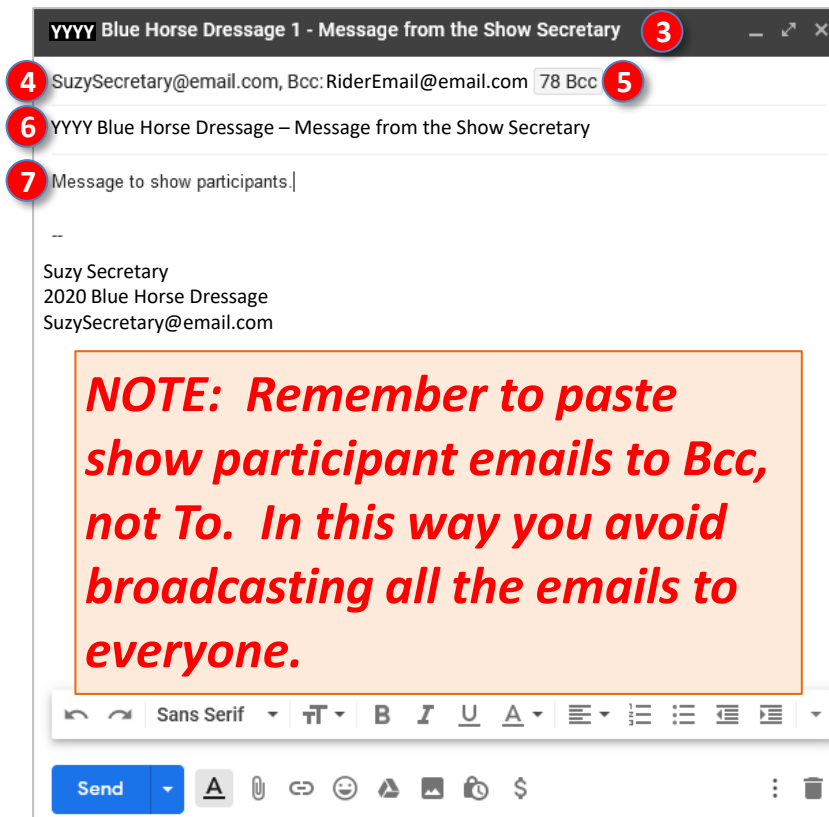 YYYY Blue Horse Dressage 1 - Message from the Show Secretary 3
4 SuzySecretary@email.com, Bcc: RiderEmail@email.com 78 Bcc 5
6 YYYY Blue Horse Dressage – Message from the Show Secretary
7 Message to show participants.
--
Suzy Secretary
2020 Blue Horse Dressage
SuzySecretary@email.com
NOTE: Remember to paste
show participant emails to Bcc,
not To. In this way you avoid
broadcasting all the emails to
everyone.
Sans Serif B I U A
Send A $